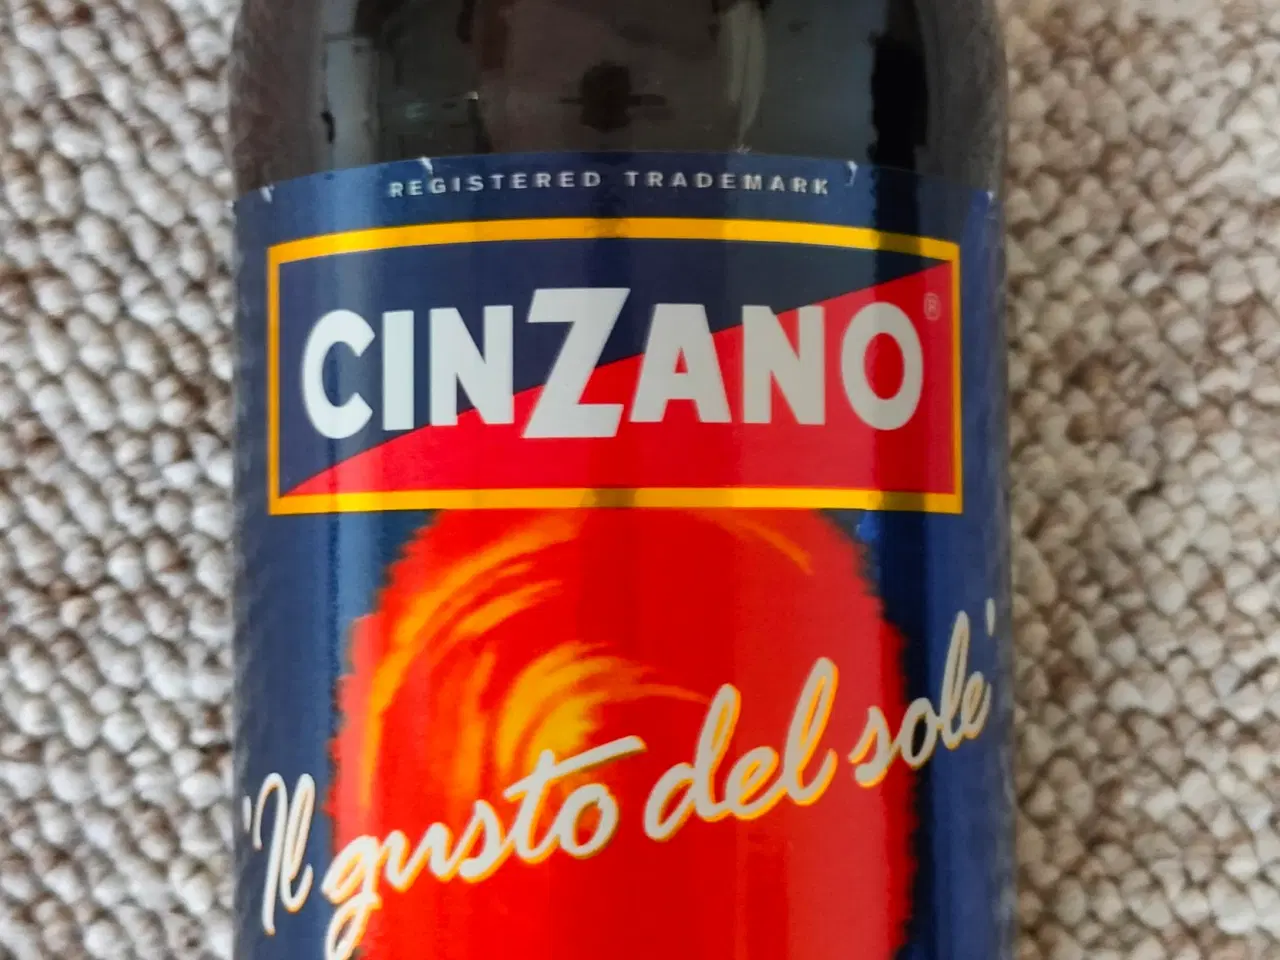 REGISTERED TRADEMARK
CINZANO®
'Il gusto del sole'